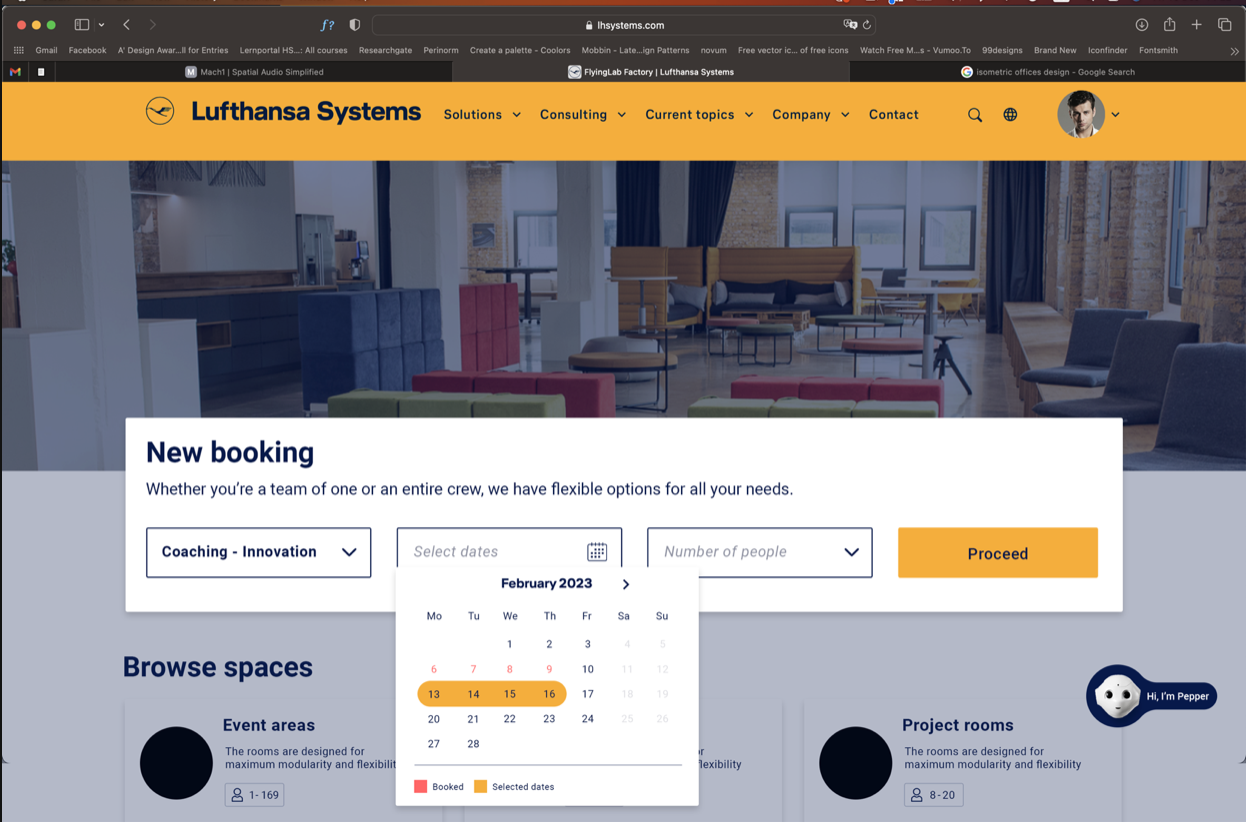 lhsystems.com
Gmail Facebook A' Design Awar...ll for Entries Lernportal HS...: All courses Researchgate Perinorm Create a palette - Coolors Mobbin - Late...ign Patterns novum Free vector ic... of free icons Watch Free M...s - Vumoo.To 99designs Brand New Iconfinder Fontsmith
Mach1 | Spatial Audio Simplified
FlyingLab Factory | Lufthansa Systems
isometric offices design - Google Search
Lufthansa Systems Solutions Consulting Current topics Company Contact
New booking
Whether you're a team of one or an entire crew, we have flexible options for all your needs.
Coaching - Innovation
Select dates
Number of people
Proceed
February 2023
Mo Tu We Th Fr Sa Su
1 2 3 4 5
6 7 8 9 10 11 12
13 14 15 16 17 18 19
20 21 22 23 24 25 26
27 28
Booked Selected dates
Browse spaces
Event areas
The rooms are designed for
maximum modularity and flexibilit
1- 169
or
flexibility
Project rooms
The rooms are designed for
maximum modularity and flexibility
8 - 20
Hi, I'm Pepper